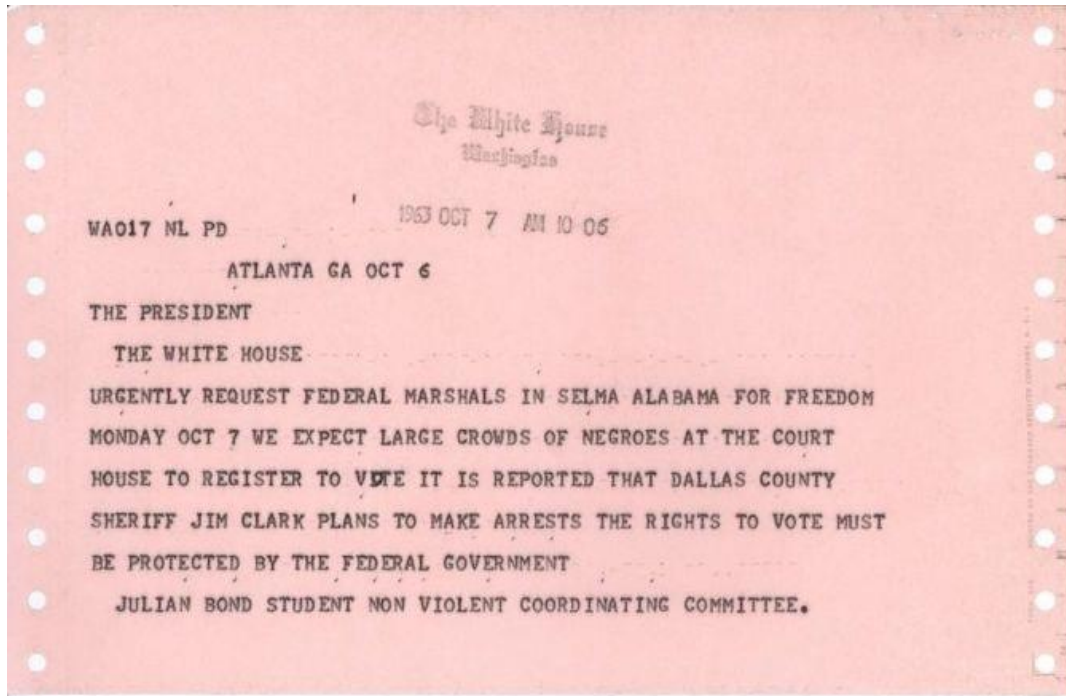 The White House
Washington
1963 OCT 7 AM 10 06
WA017 NL PD
ATLANTA GA OCT 6
THE PRESIDENT
THE WHITE HOUSE
URGENTLY REQUEST FEDERAL MARSHALS IN SELMA ALABAMA FOR FREEDOM
MONDAY OCT 7 WE EXPECT LARGE CROWDS OF NEGROES AT THE COURT
HOUSE TO REGISTER TO VOTE IT IS REPORTED THAT DALLAS COUNTY
SHERIFF JIM CLARK PLANS TO MAKE ARRESTS THE RIGHTS TO VOTE MUST
BE PROTECTED BY THE FEDERAL GOVERNMENT
JULIAN BOND STUDENT NON VIOLENT COORDINATING COMMITTEE.